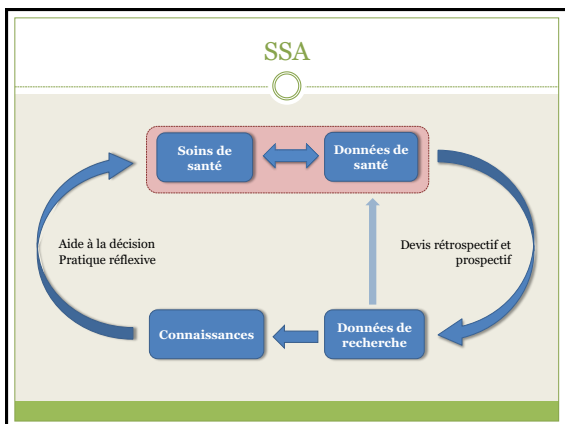 SSA
Soins de
santé
Données de
santé
Aide à la décision
Pratique réflexive
Devis rétrospectif et
prospectif
Connaissances
Données de
recherche